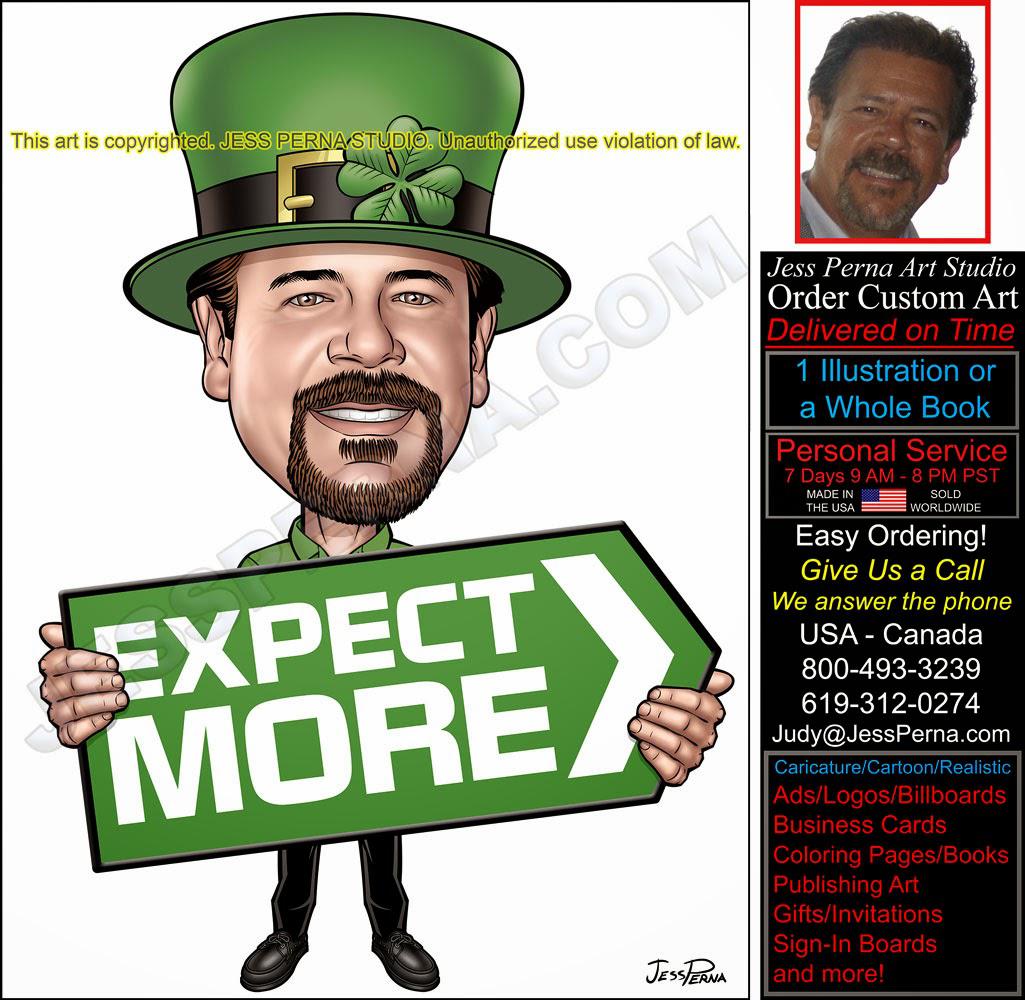 This art is copyrighted. JESS PERNA STUDIO. Unauthorized use violation of law.
JESSPERNA.COM
EXPECT
MORE
JESSPERNA
Jess Perna Art Studio
Order Custom Art
Delivered on Time
1 Illustration or
a Whole Book
Personal Service
7 Days 9 AM - 8 PM PST
MADE IN
THE USA
SOLD
WORLDWIDE
Easy Ordering!
Give Us a Call
We answer the phone
USA - Canada
800-493-3239
619-312-0274
Judy@JessPerna.com
Caricature/Cartoon/Realistic
Ads/Logos/Billboards
Business Cards
Coloring Pages/Books
Publishing Art
Gifts/Invitations
Sign-In Boards
and more!